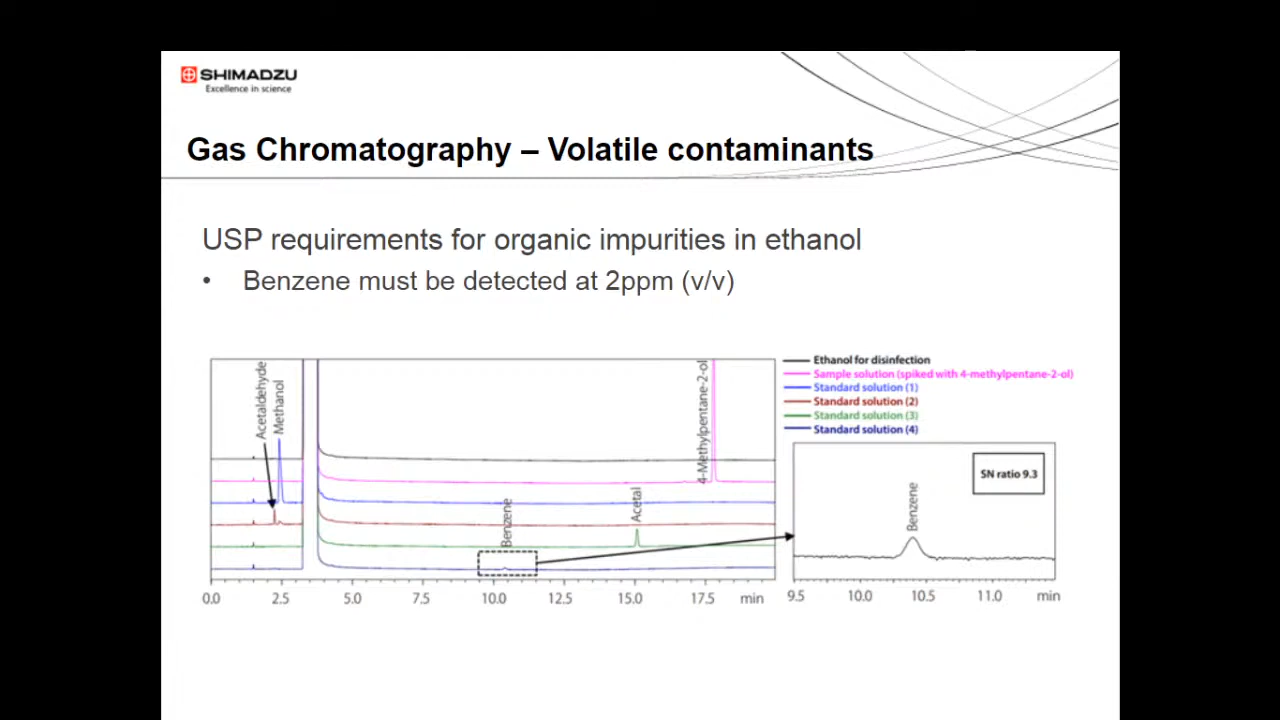 SHIMADZU
Excellence in science
Gas Chromatography – Volatile contaminants
USP requirements for organic impurities in ethanol
• Benzene must be detected at 2ppm (v/v)
Acetaldehyde
Methanol
Benzene
Acetal
4-Methylpentane-2-ol
0.0 2.5 5.0 7.5 10.0 12.5 15.0 17.5 min
Ethanol for disinfection
Sample solution (spiked with 4-methylpentane-2-ol)
Standard solution (1)
Standard solution (2)
Standard solution (3)
Standard solution (4)
SN ratio 9.3
Benzene
9.5 10.0 10.5 11.0 min